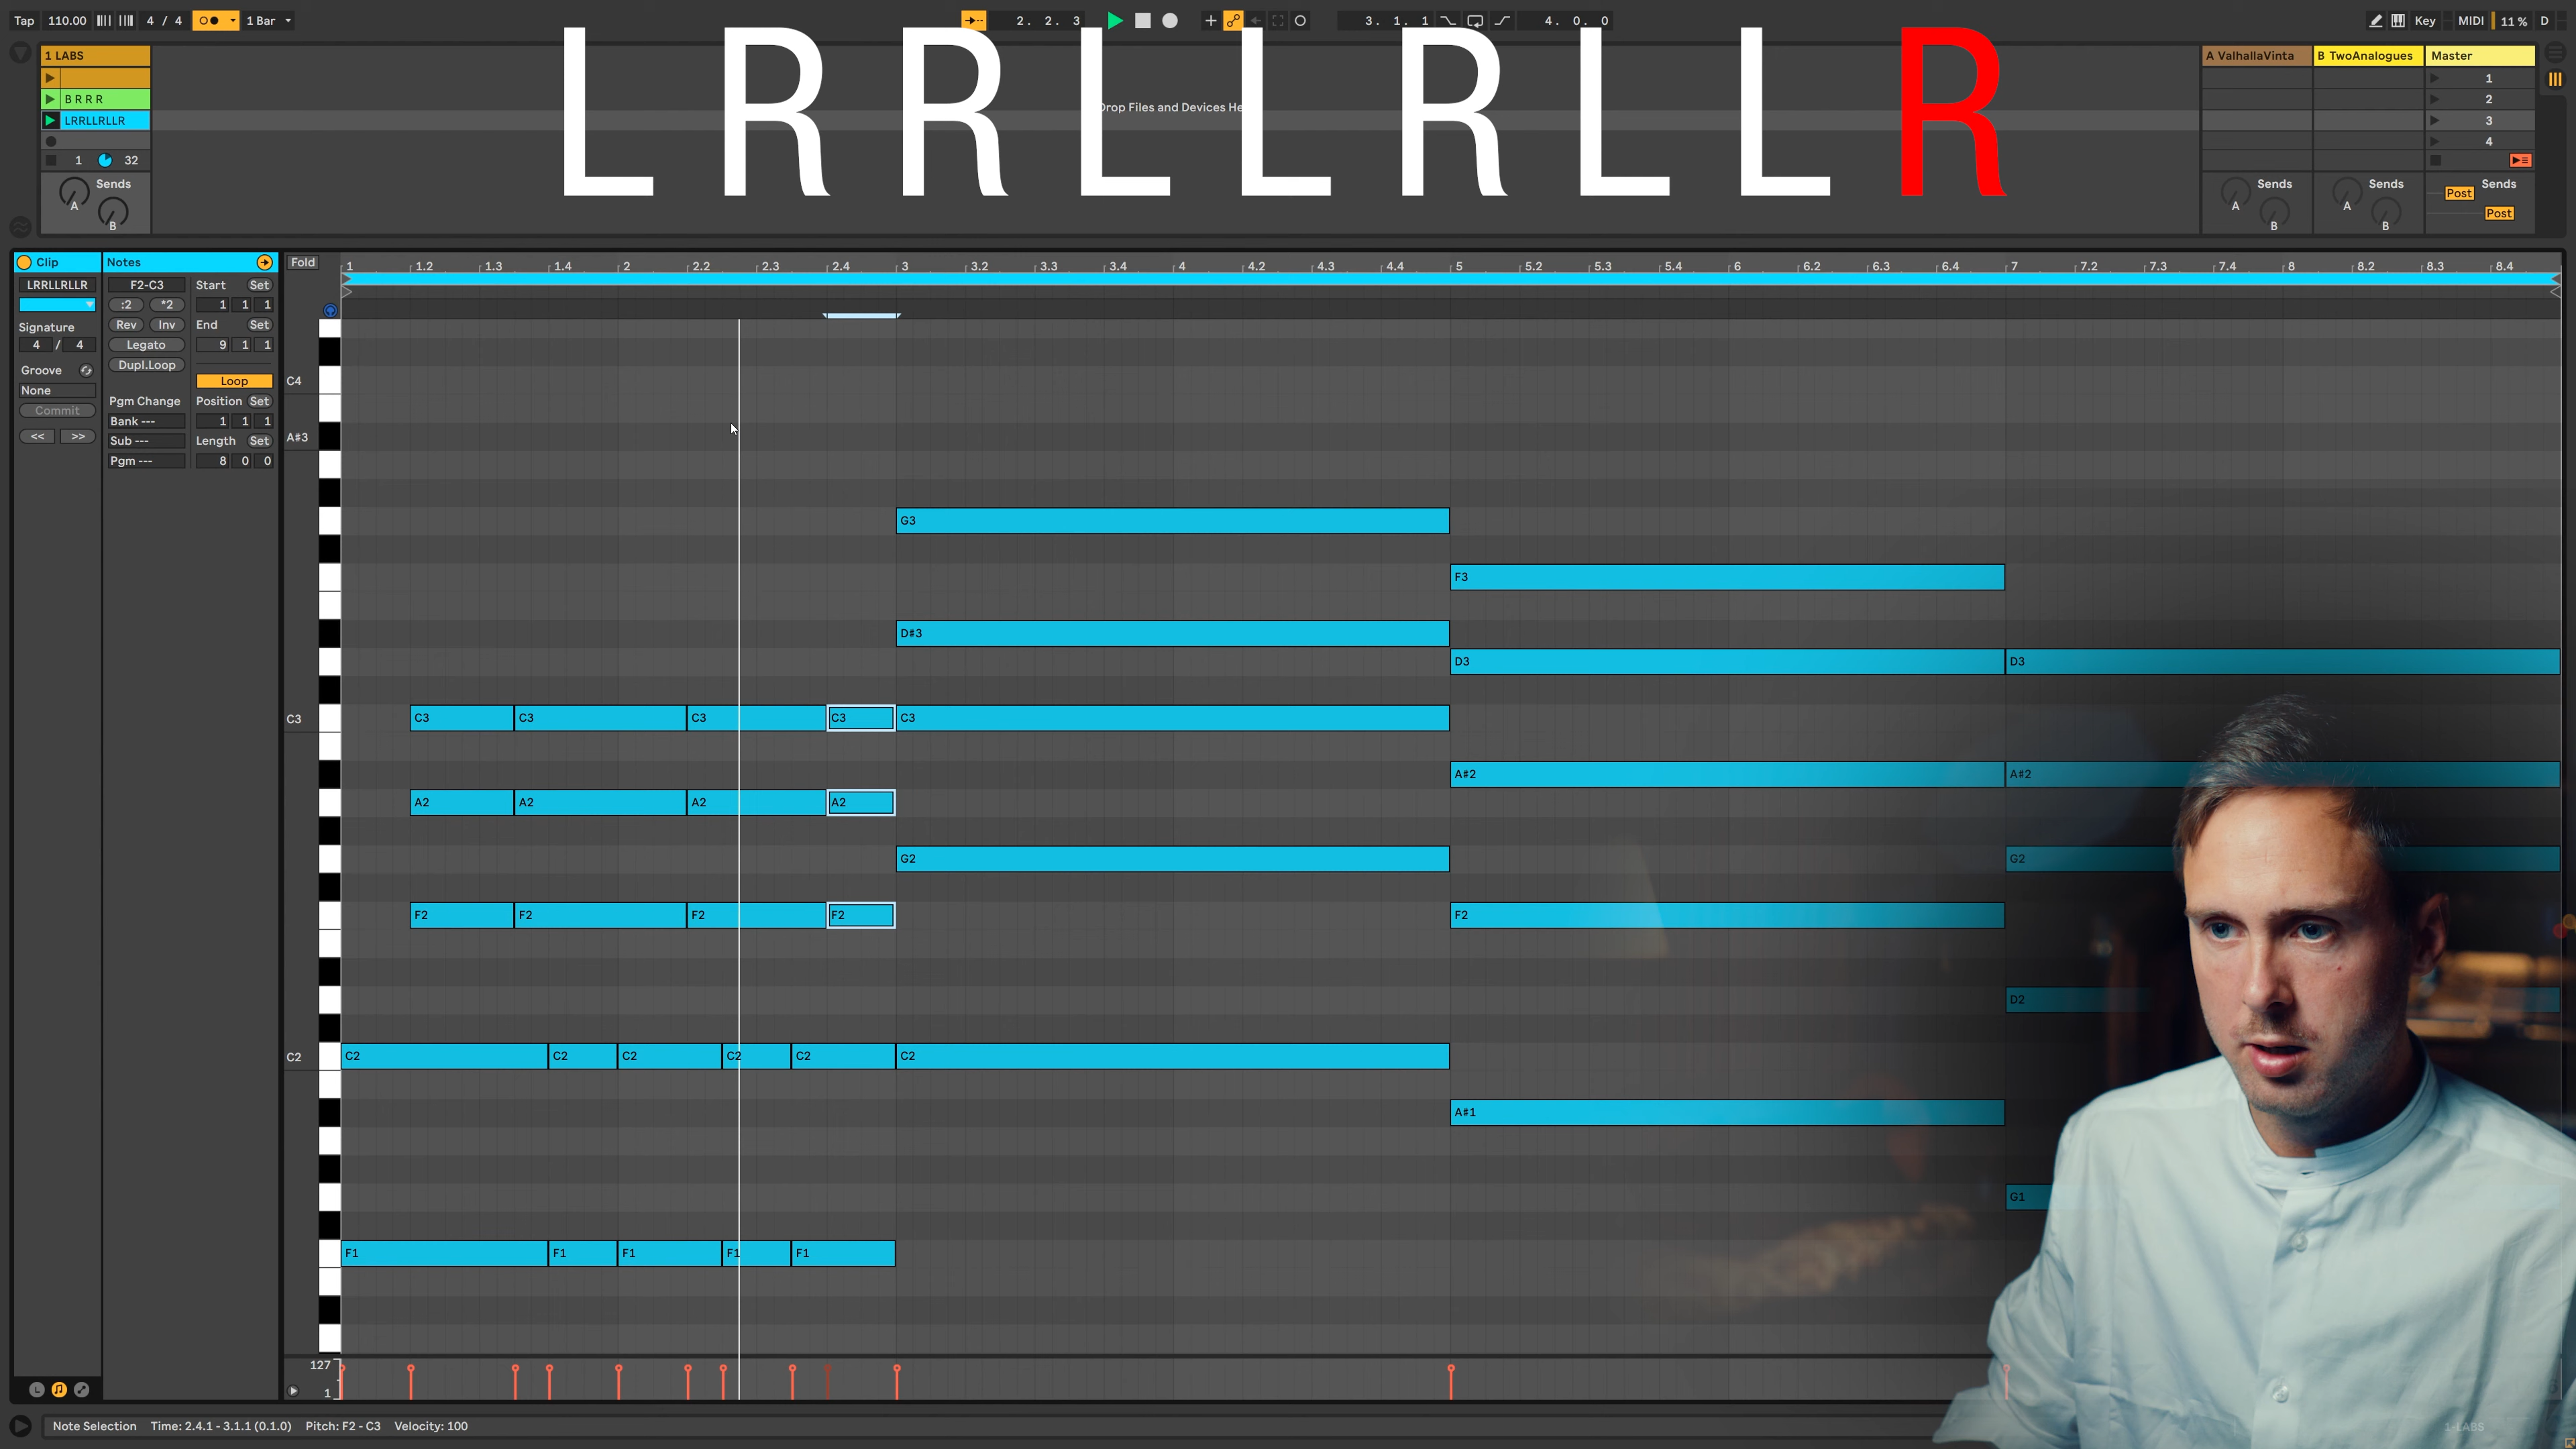 Tap 110.00 4 / 4 1 Bar 2. 2. 3 3. 1. 1 4. 0. 0 Key MIDI 11 % D
L R R L L R L L R
1 LABS A ValhallaVinta B TwoAnalogues Master
1
B R R R Drop Files and Devices He 2
LRRLLRLLR 3
4
1 32
Sends Sends Sends Post Sends
A A A Post
B B B
Clip Notes Fold 1 1.2 1.3 1.4 2 2.2 2.3 2.4 3 3.2 3.3 3.4 4 4.2 4.3 4.4 5 5.2 5.3 5.4 6 6.2 6.3 6.4 7 7.2 7.3 7.4 8 8.2 8.3 8.4
LRRLLRLLR F2-C3 Start Set
:2 *2 1 1 1
Signature Rev Inv End Set
4 / 4 Legato 9 1 1
Groove Dupl.Loop
None Loop C4
Commit Pgm Change Position Set
Bank --- 1 1 1
<< >> Sub --- Length Set A#3
Pgm --- 8 0 0
G3
F3
D#3
D3 D3
C3 C3 C3 C3 C3 C3
A#2 A#2
A2 A2 A2 A2
G2 G2
F2 F2 F2 F2 F2
D2
C2 C2 C2 C2 C2 C2 C2
A#1
G1
F1 F1 F1 F1 F1
127
1
L
Note Selection Time: 2.4.1 - 3.1.1 (0.1.0) Pitch: F2 - C3 Velocity: 100 1-LABS